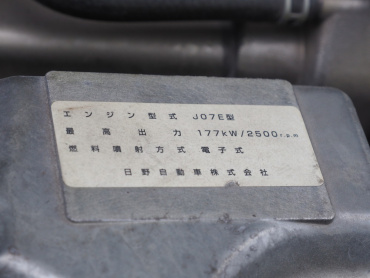 エンジン型式 J07E型
最高出力 177kW/2500r.p.m
燃料噴射方式 電子式
日野自動車株式会社